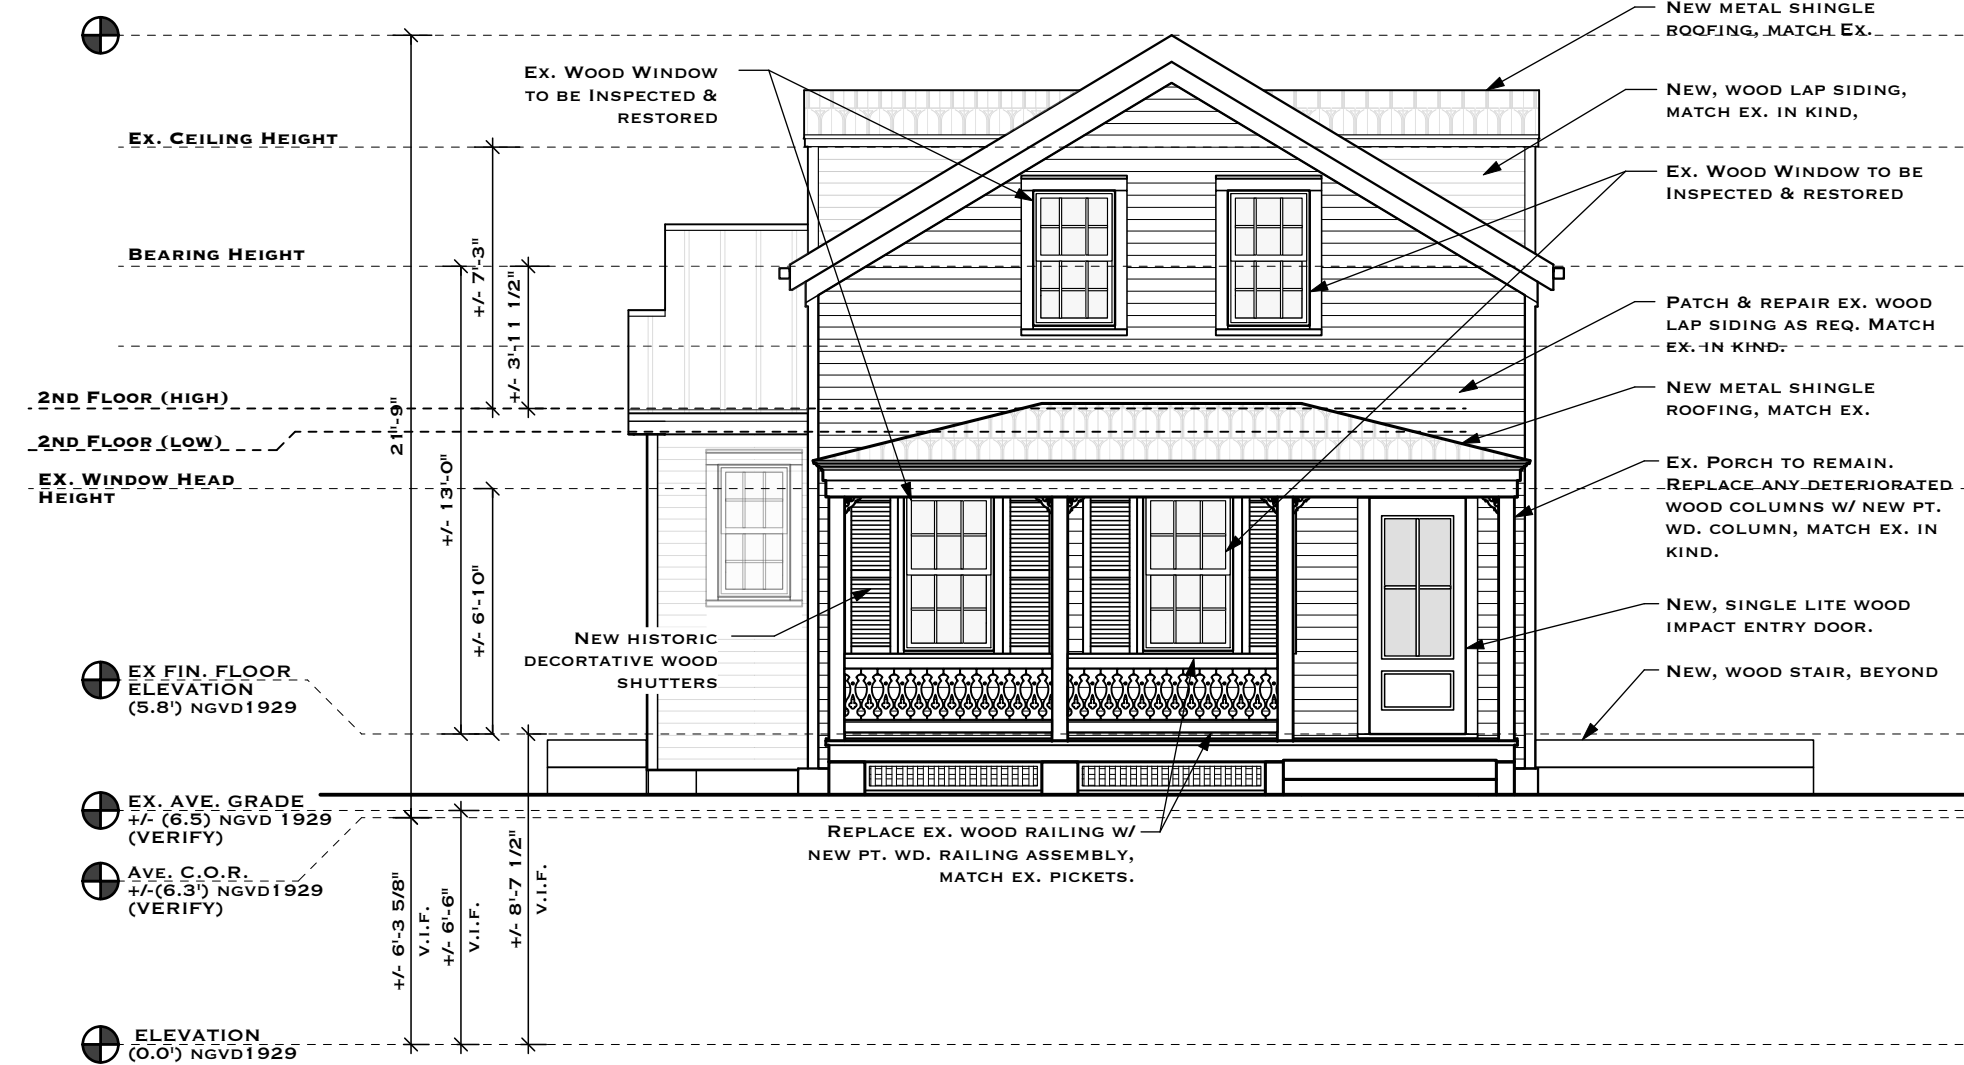 Ex. Wood Window
to be Inspected &
restored
Ex. Ceiling Height
Bearing Height
2nd Floor (high)
2nd Floor (low)
Ex. Window Head
Height
New historic
decortative wood
shutters
Ex Fin. Floor
Elevation
(5.8') NGVD1929
Ex. Ave. Grade
+/- (6.5) NGVD 1929
(VERIFY)
Ave. C.O.R.
+/-(6.3') NGVD1929
(VERIFY)
Elevation
(0.0') NGVD1929
21'-9"
+/- 13'-0"
+/- 7'-3"
+/- 3'-11 1/2"
+/- 6'-10"
+/- 6'-3 5/8"
V.I.F.
+/- 6'-6"
V.I.F.
+/- 8'-7 1/2"
V.I.F.
Replace ex. wood railing w/
new pt. wd. railing assembly,
match ex. pickets.
New metal shingle
roofing, match Ex.
New, wood lap siding,
match ex. in kind,
Ex. Wood Window to be
Inspected & restored
Patch & repair ex. wood
lap siding as req. Match
ex. in kind.
New metal shingle
roofing, match ex.
Ex. Porch to remain.
Replace any deteriorated
wood columns w/ new pt.
wd. column, match ex. in
kind.
New, single lite wood
impact entry door.
New, wood stair, beyond